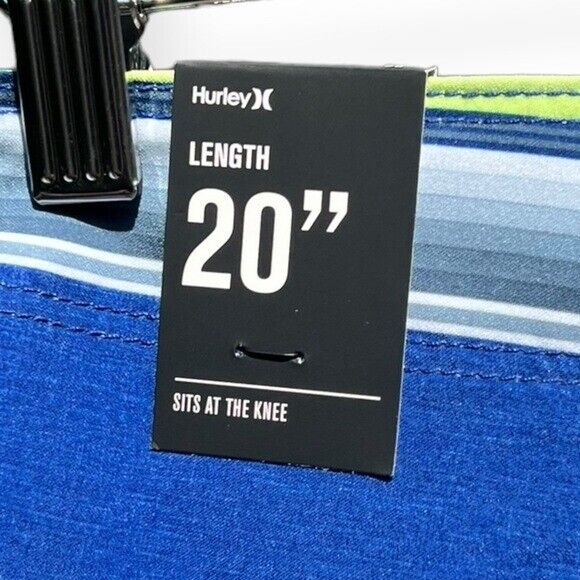 Hurley
LENGTH
20”
SITS AT THE KNEE